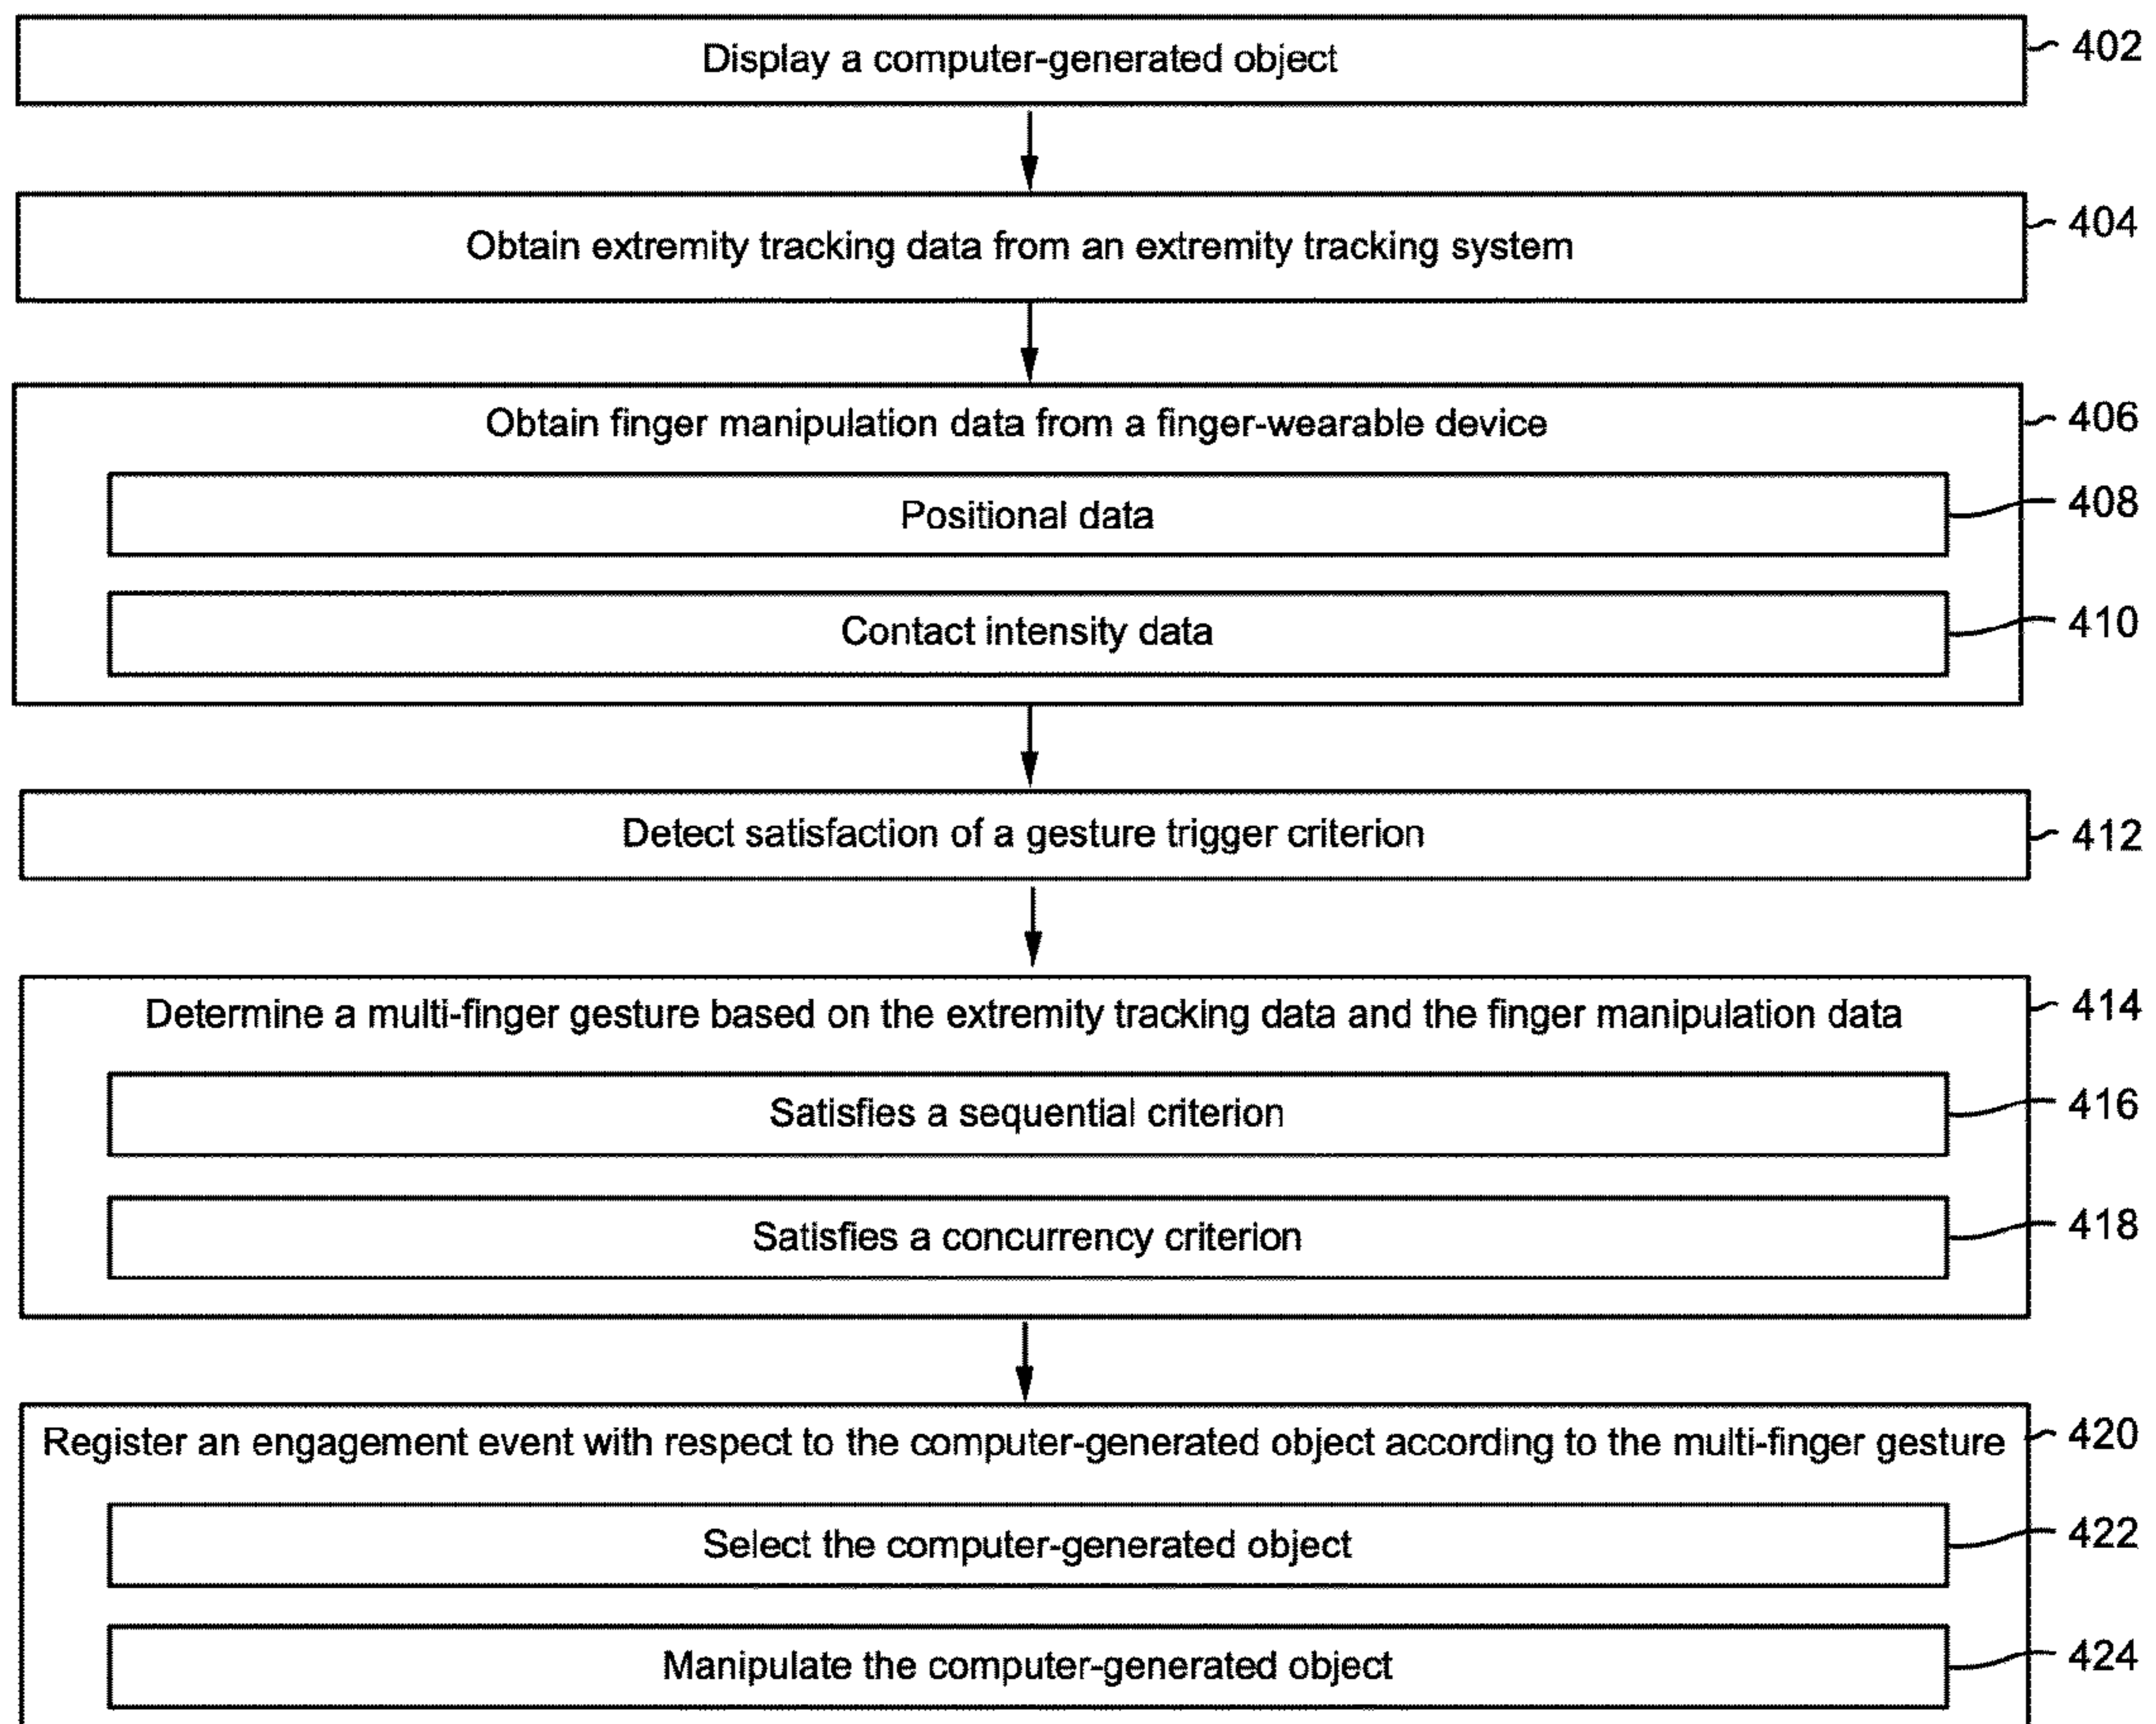 Display a computer-generated object 402
Obtain extremity tracking data from an extremity tracking system 404
Obtain finger manipulation data from a finger-wearable device 406
Positional data 408
Contact intensity data 410
Detect satisfaction of a gesture trigger criterion 412
Determine a multi-finger gesture based on the extremity tracking data and the finger manipulation data 414
Satisfies a sequential criterion 416
Satisfies a concurrency criterion 418
Register an engagement event with respect to the computer-generated object according to the multi-finger gesture 420
Select the computer-generated object 422
Manipulate the computer-generated object 424